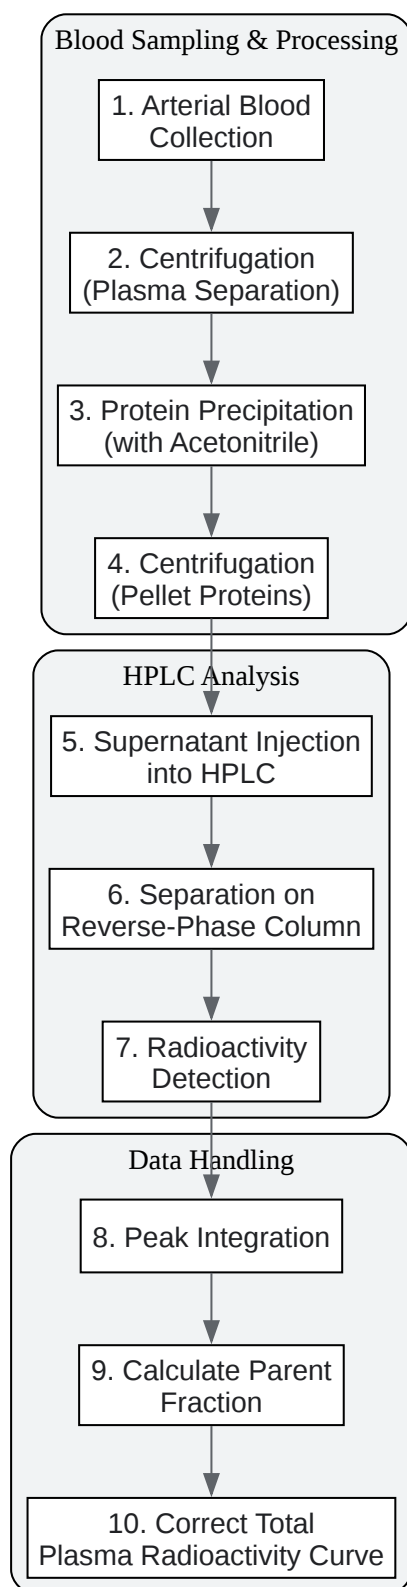 Blood Sampling & Processing
1. Arterial Blood
Collection
2. Centrifugation
(Plasma Separation)
3. Protein Precipitation
(with Acetonitrile)
4. Centrifugation
(Pellet Proteins)
HPLC Analysis
5. Supernatant Injection
into HPLC
6. Separation on
Reverse-Phase Column
7. Radioactivity
Detection
Data Handling
8. Peak Integration
9. Calculate Parent
Fraction
10. Correct Total
Plasma Radioactivity Curve